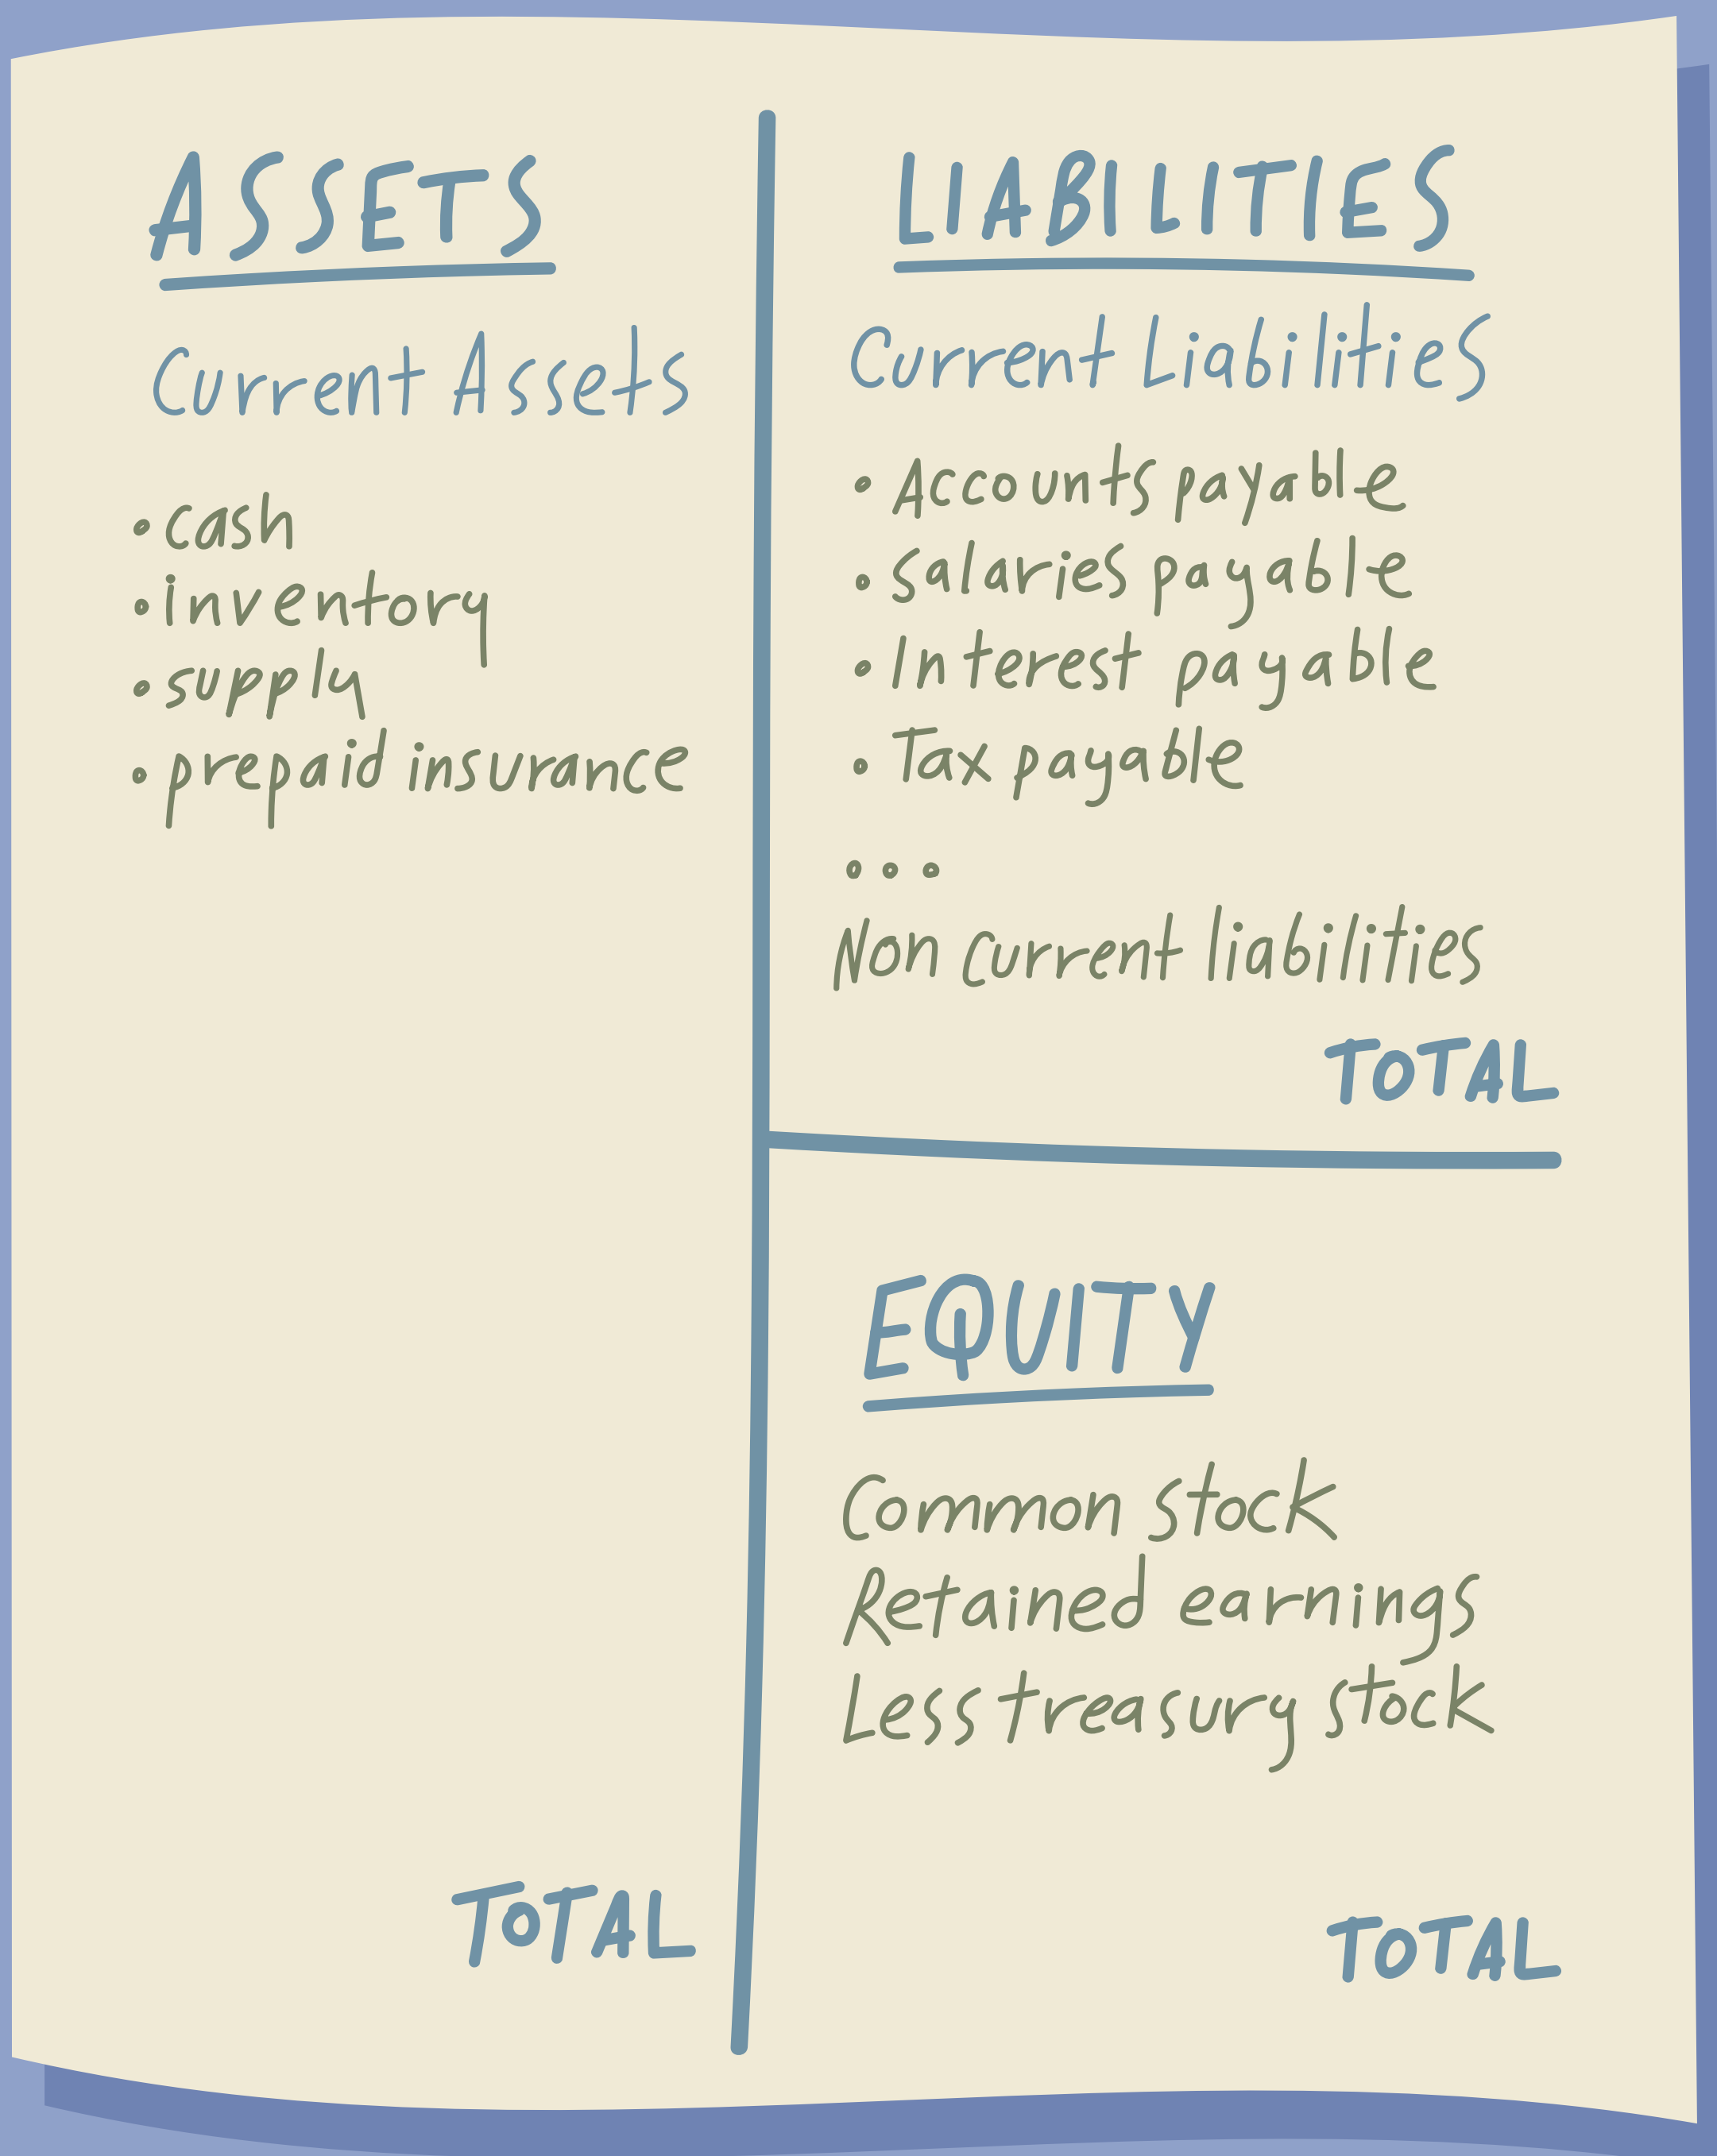 ASSETS
Current Assets
• cash
• inventory
• supply
• prepaid insurance
TOTAL
LIABILITIES
Current Liabilities
• Accounts payable
• salaries payable
• Interest payable
• Tax payable
...
Non current liabilities
TOTAL
EQUITY
Common stock
Retained earnings
Less treasury stock
TOTAL